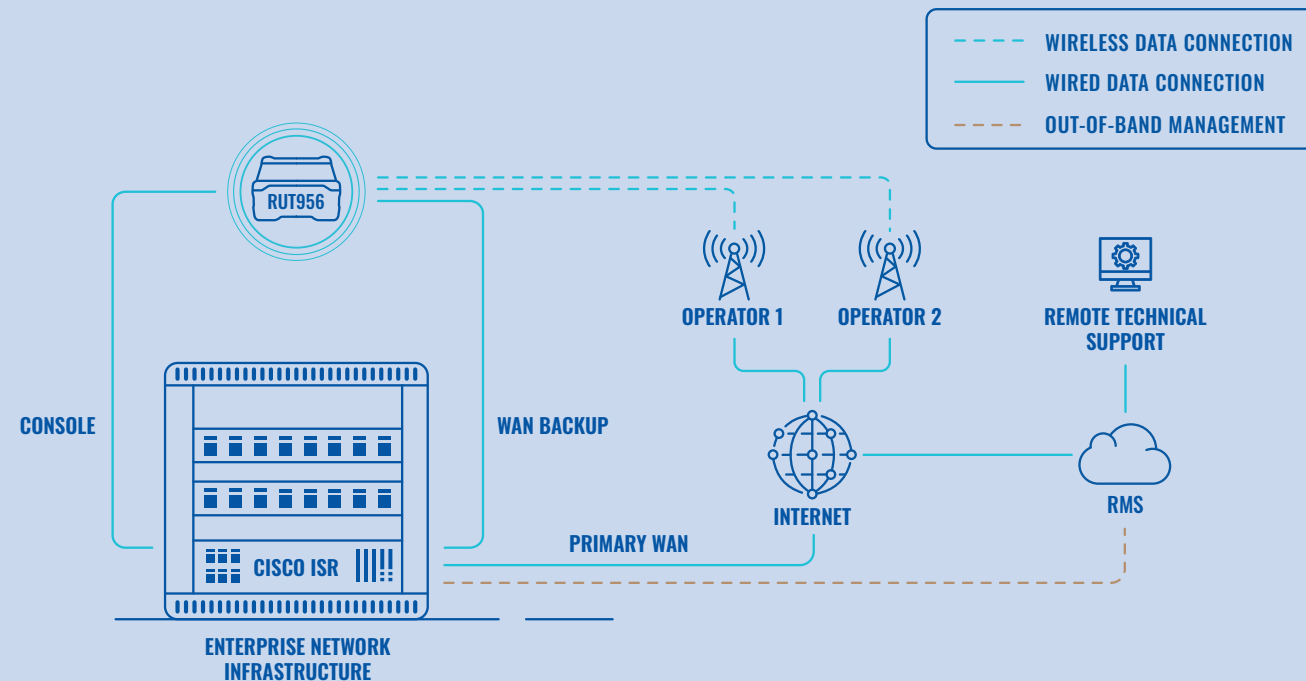 WIRELESS DATA CONNECTION
WIRED DATA CONNECTION
OUT-OF-BAND MANAGEMENT
RUT956
OPERATOR 1
OPERATOR 2
REMOTE TECHNICAL
SUPPORT
CONSOLE
WAN BACKUP
INTERNET
RMS
PRIMARY WAN
CISCO ISR
ENTERPRISE NETWORK
INFRASTRUCTURE